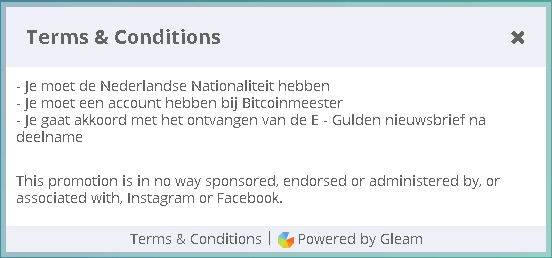 Terms & Conditions
- Je moet de Nederlandse Nationaliteit hebben
- Je moet een account hebben bij Bitcoinmeester
- Je gaat akkoord met het ontvangen van de E - Gulden nieuwsbrief na
deelname
This promotion is in no way sponsored, endorsed or administered by, or
associated with, Instagram or Facebook.
Terms & Conditions | Powered by Gleam